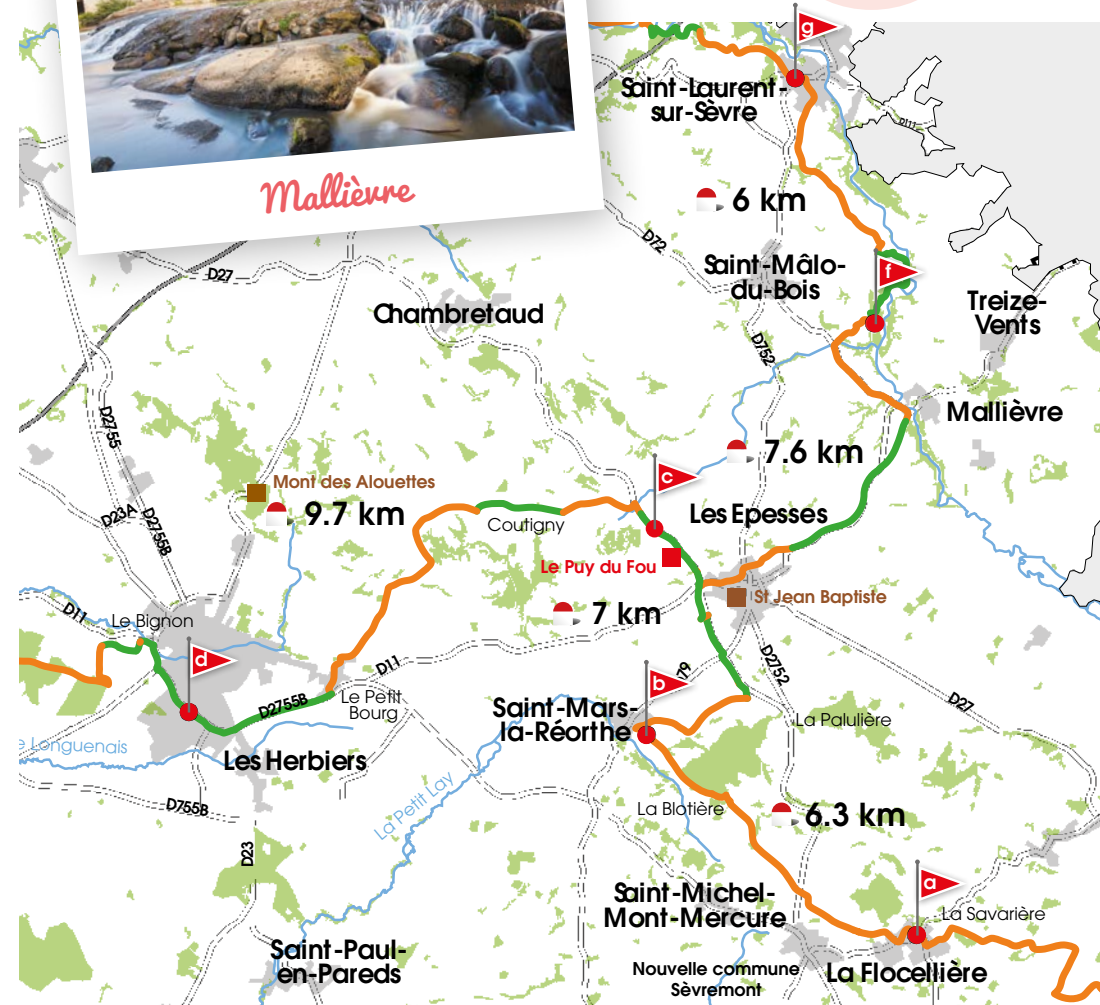 g
Saint-Laurent-
sur-Sèvre
D111
Mallièvre
6 km
D72
D27
Saint-Mâlo-
du-Bois
f
Treize-
Vents
Chambretaud
D752
Mallièvre
D2755
7.6 km
c
Mont des Alouettes
9.7 km
Les Epesses
D23A
D2755B
Coutigny
Le Puy du Fou
St Jean Baptiste
D11
Le Bignon
7 km
d
D11
D2752
b
79
D27
D2755B
Le Petit
Bourg
Saint-Mars-
la-Réorthe
La Palulière
e Longuenais
Les Herbiers
La Petit Lay
D755B
La Blotière
6.3 km
D23
a
Saint-Michel-
Mont-Mercure
La Savarière
Saint-Paul-
en-Pareds
Nouvelle commune
Sèvremont
La Flocellière